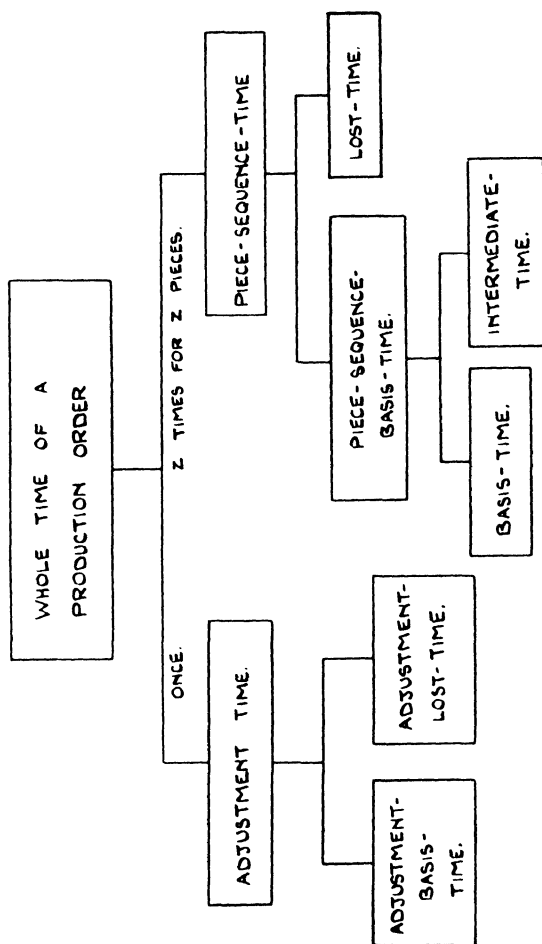 WHOLE TIME OF A
PRODUCTION ORDER
ONCE.
Z TIMES FOR Z PIECES.
ADJUSTMENT TIME.
PIECE-SEQUENCE-TIME
ADJUSTMENT-
BASIS-
TIME.
ADJUSTMENT-
LOST-TIME.
PIECE-SEQUENCE-
BASIS-TIME.
LOST-TIME.
BASIS-TIME.
INTERMEDIATE-
TIME.